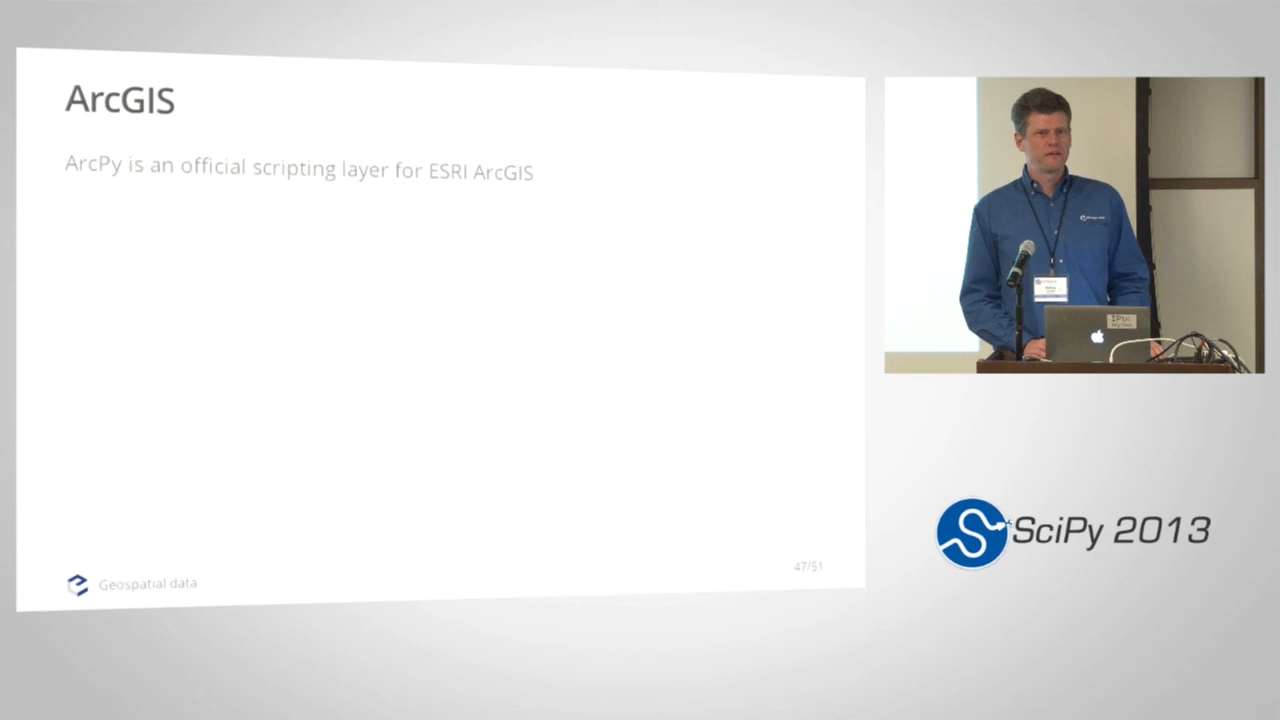 ArcGIS
ArcPy is an official scripting layer for ESRI ArcGIS
47/51
Geospatial data
SciPy 2013